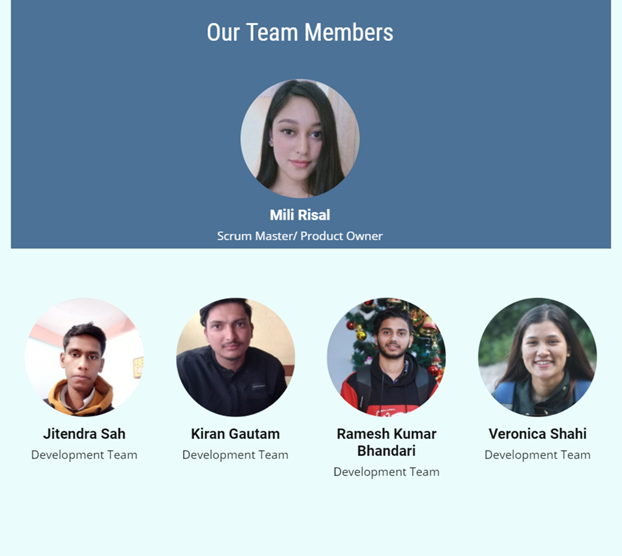 Our Team Members
Mili Risal
Scrum Master/ Product Owner
Jitendra Sah
Development Team
Kiran Gautam
Development Team
Ramesh Kumar
Bhandari
Development Team
Veronica Shahi
Development Team